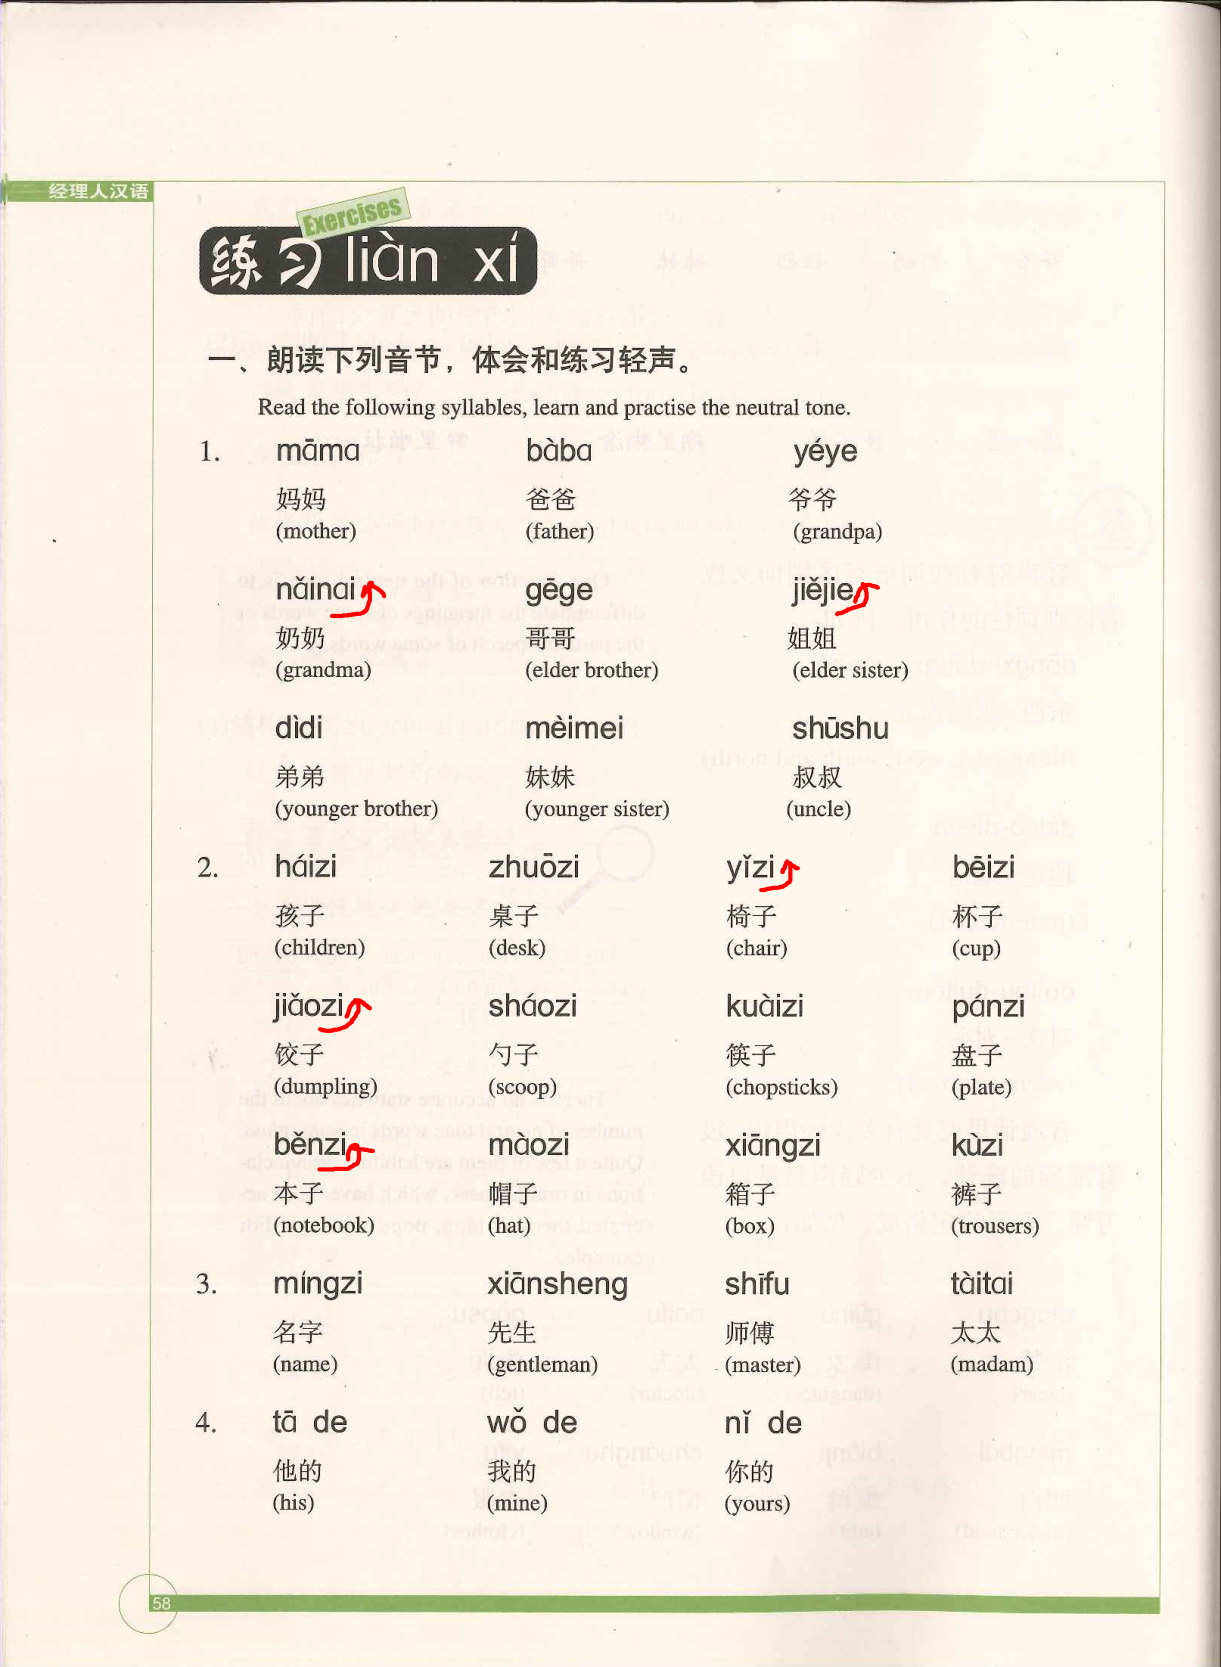 经理人汉语
Exercises
练习 liàn xí
一、朗读下列音节，体会和练习轻声。
Read the following syllables, learn and practise the neutral tone.
1. māma bàba yéye
妈妈 爸爸 爷爷
(mother) (father) (grandpa)
nǎinai gēge jiějie
奶奶 哥哥 姐姐
(grandma) (elder brother) (elder sister)
dìdi mèimei shūshu
弟弟 妹妹 叔叔
(younger brother) (younger sister) (uncle)
2. háizi zhuōzi yǐzi bēizi
孩子 桌子 椅子 杯子
(children) (desk) (chair) (cup)
jiǎozi sháozi kuàizi pánzi
饺子 勺子 筷子 盘子
(dumpling) (scoop) (chopsticks) (plate)
běnzi màozi xiāngzi kùzi
本子 帽子 箱子 裤子
(notebook) (hat) (box) (trousers)
3. míngzi xiānsheng shīfu tàitai
名字 先生 师傅 太太
(name) (gentleman) (master) (madam)
4. tā de wǒ de nǐ de
他的 我的 你的
(his) (mine) (yours)
58